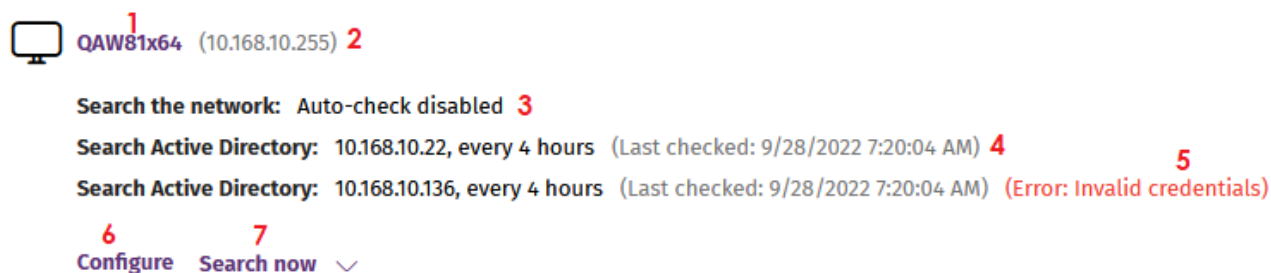 1
QAW81x64 (10.168.10.255) 2
Search the network: Auto-check disabled 3
Search Active Directory: 10.168.10.22, every 4 hours (Last checked: 9/28/2022 7:20:04 AM) 4
5
Search Active Directory: 10.168.10.136, every 4 hours (Last checked: 9/28/2022 7:20:04 AM) (Error: Invalid credentials)
6 7
Configure Search now